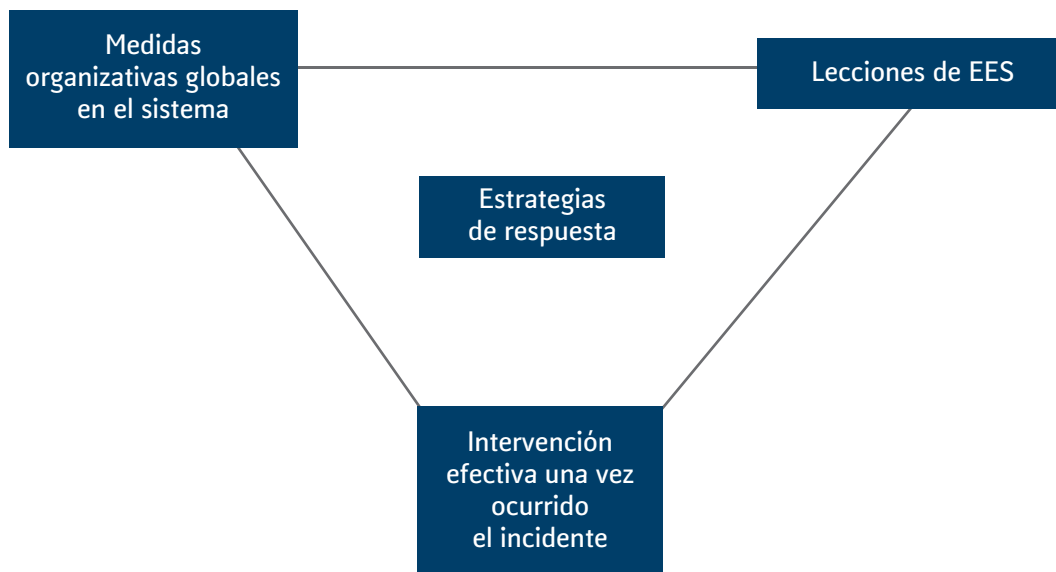 Medidas
organizativas globales
en el sistema
Lecciones de EES
Estrategias
de respuesta
Intervención
efectiva una vez
ocurrido
el incidente